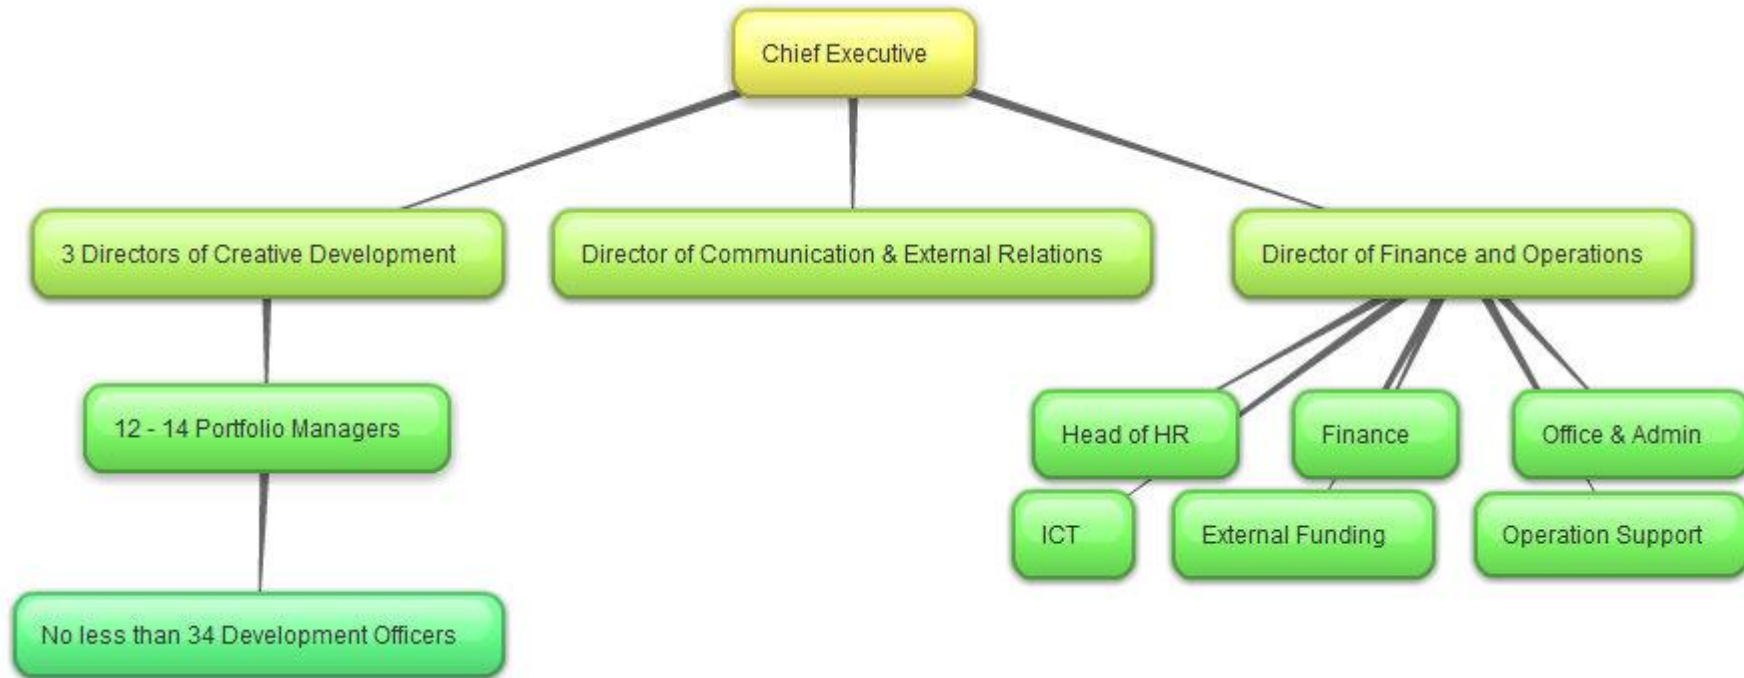 Chief Executive
3 Directors of Creative Development
Director of Communication & External Relations
Director of Finance and Operations
12 - 14 Portfolio Managers
Head of HR
Finance
Office & Admin
ICT
External Funding
Operation Support
No less than 34 Development Officers